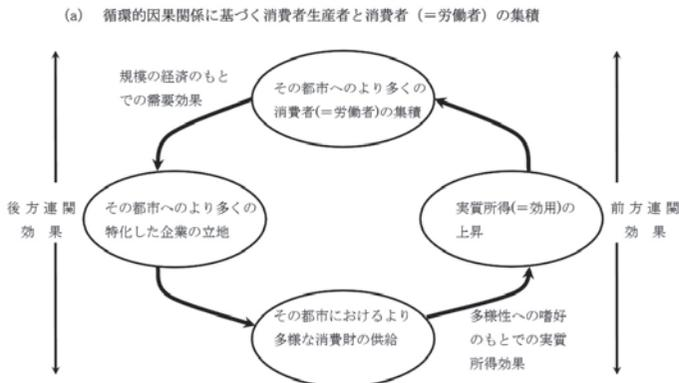 (a) 循環的因果関係に基づく消費者生産者と消費者（=労働者）の集積
規模の経済のもと
での需要効果
その都市へのより多くの
消費者(=労働者)の集積
後方連関
効 果
その都市へのより多くの
特化した企業の立地
実質所得(=効用)の
上昇
前方連関
効 果
その都市におけるより
多様な消費財の供給
多様性への嗜好
のもとでの実質
所得効果